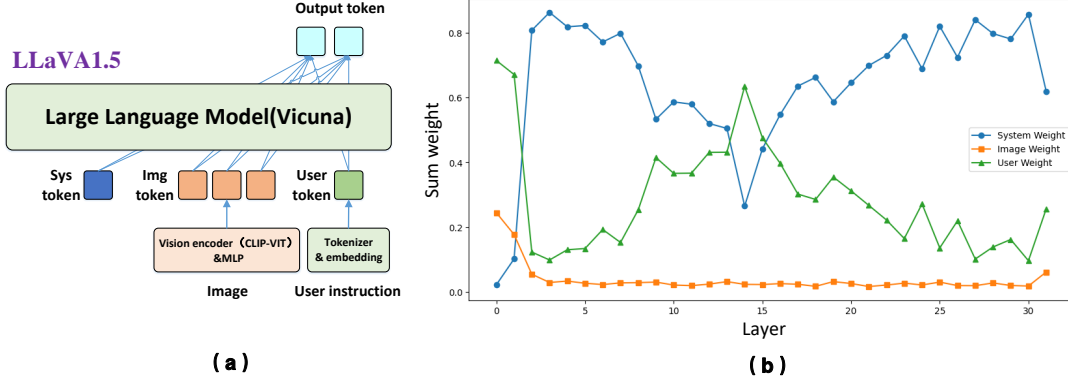 Output token
LLaVA1.5
Large Language Model(Vicuna)
Sys
token
Img
token
User
token
Vision encoder（CLIP-VIT）
&MLP
Tokenizer
& embedding
Image
User instruction
(a)
Sum weight
0.8
0.6
0.4
0.2
0.0
System Weight
Image Weight
User Weight
0
5
10
15
20
25
30
Layer
(b)